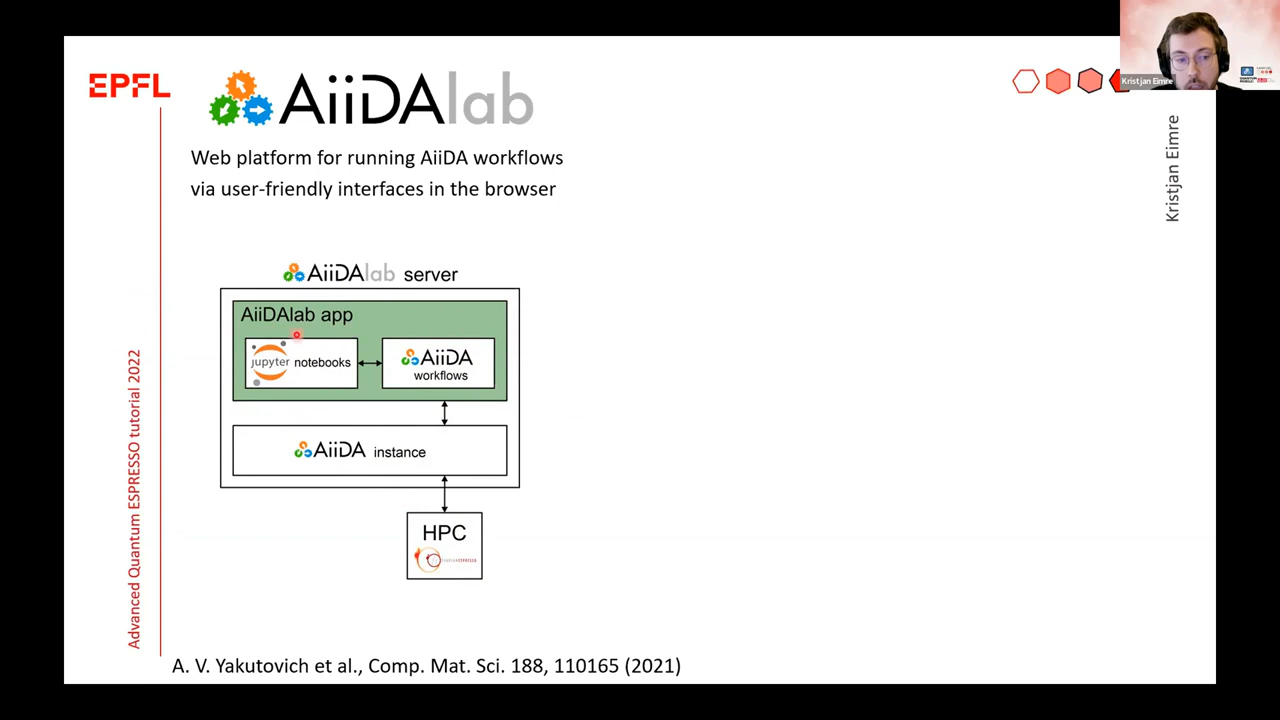 EPFL
AiiDAlab
Web platform for running AiiDA workflows
via user-friendly interfaces in the browser
AiiDAlab server
AiiDAlab app
jupyter notebooks
AiiDA
workflows
AiiDA instance
HPC
QUANTUMESPRESSO
A. V. Yakutovich et al., Comp. Mat. Sci. 188, 110165 (2021)
Advanced Quantum ESPRESSO tutorial 2022
Kristjan Eimre
Kristjan Eimre